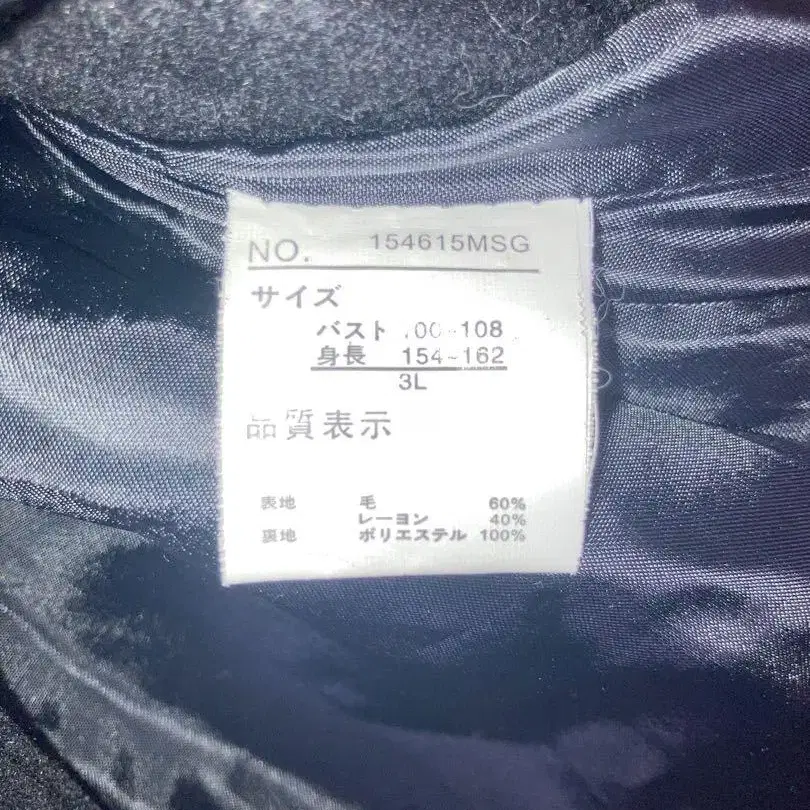 NO. 154615MSG
サイズ
バスト 00~108
身長 154~162
3L
品質表示
表地 毛 60%
レーヨン 40%
裏地 ポリエステル 100%